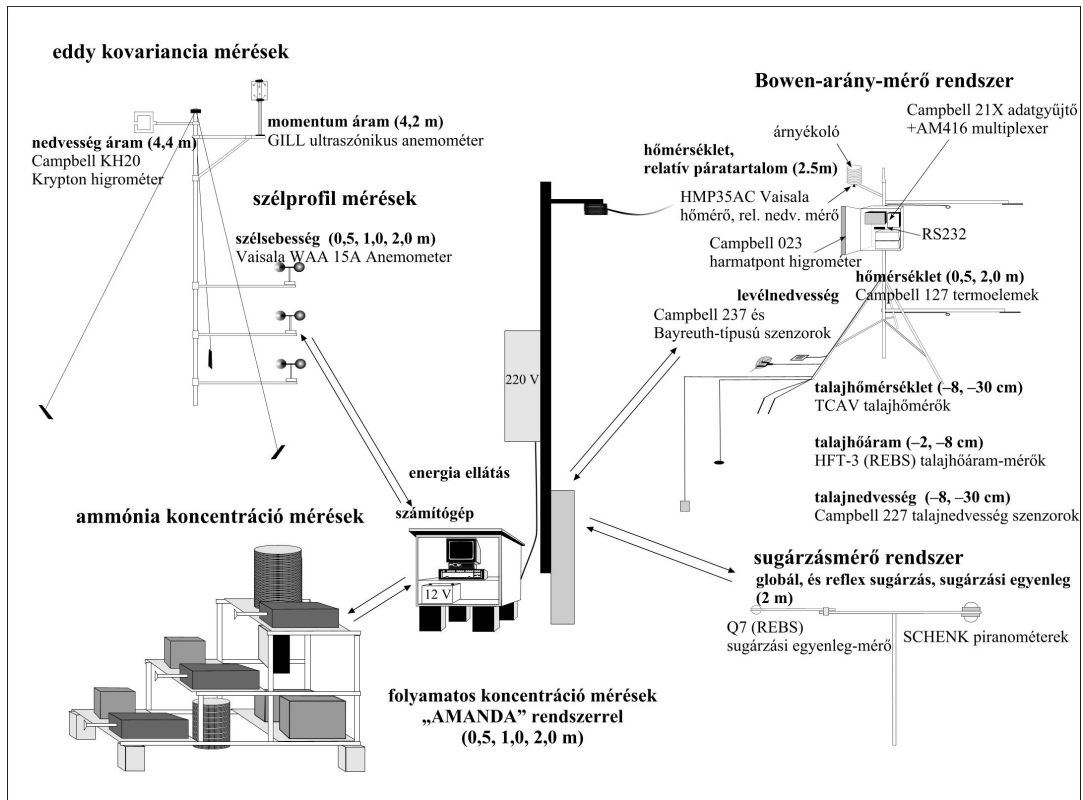 eddy kovariancia mérések
momentum áram (4,2 m)
GILL ultraszónikus anemométer
nedvesség áram (4,4 m)
Campbell KH20
Krypton higrométer
szélprofil mérések
szélsebesség (0,5, 1,0, 2,0 m)
Vaisala WAA 15A Anemometer
Bowen-arány-mérő rendszer
Campbell 21X adatgyűjtő
+AM416 multiplexer
árnyékoló
hőmérséklet,
relatív páratartalom (2.5m)
HMP35AC Vaisala
hőmérő, rel. nedv. mérő
RS232
Campbell 023
harmatpont higrométer
hőmérséklet (0,5, 2,0 m)
Campbell 127 termoelemek
levélnedvesség
Campbell 237 és
Bayreuth-típusú szenzorok
220 V
talajhőmérséklet (–8, –30 cm)
TCAV talajhőmérők
talajhőáram (–2, –8 cm)
HFT-3 (REBS) talajhőáram-mérők
talajnedvesség (–8, –30 cm)
Campbell 227 talajnedvesség szenzorok
energia ellátás
számítógép
12 V
ammónia koncentráció mérések
sugárzásmérő rendszer
globál, és reflex sugárzás, sugárzási egyenleg
(2 m)
Q7 (REBS)
sugárzási egyenleg-mérő
SCHENK piranométerek
folyamatos koncentráció mérések
„AMANDA” rendszerrel
(0,5, 1,0, 2,0 m)